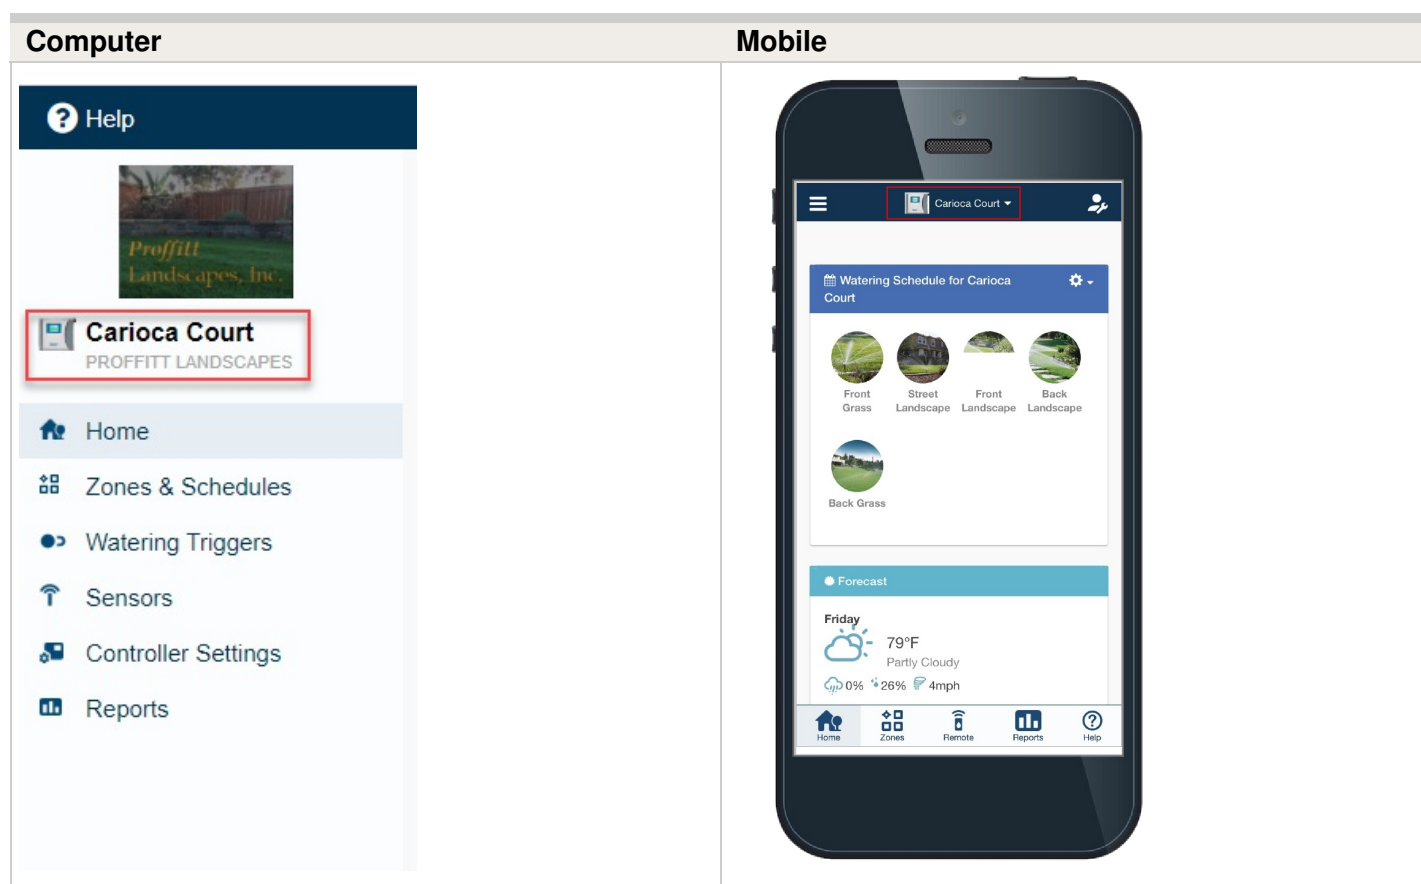 Computer
Mobile
Help
Proffitt
Landscapes, Inc.
Carioca Court
PROFFITT LANDSCAPES
Home
Zones & Schedules
Watering Triggers
Sensors
Controller Settings
Reports
Carioca Court
Watering Schedule for Carioca
Court
Front
Grass
Street
Landscape
Front
Landscape
Back
Landscape
Back Grass
Forecast
Friday
79°F
Partly Cloudy
0% 26% 4mph
Home
Zones
Remote
Reports
Help